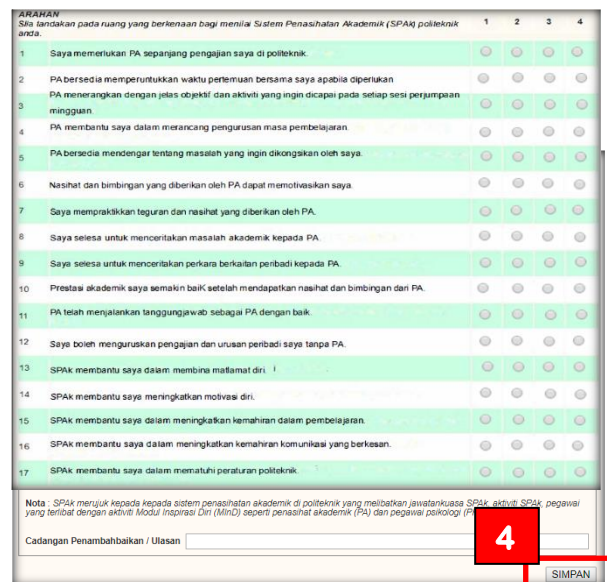 ARAHAN
Sila tandakan pada ruang yang berkenaan bagi menilai Sistem Penasihatan Akademik (SPAk) politeknik anda. 1 2 3 4
1 Saya memerlukan PA sepanjang pengajian saya di politeknik.
2 PA bersedia memperuntukkan waktu pertemuan bersama saya apabila diperlukan
3 PA menerangkan dengan jelas objektif dan aktiviti yang ingin dicapai pada setiap sesi perjumpaan
mingguan.
4 PA membantu saya dalam merancang pengurusan masa pembelajaran.
5 PA bersedia mendengar tentang masalah yang ingin dikongsikan oleh saya.
6 Nasihat dan bimbingan yang diberikan oleh PA dapat memotivasikan saya.
7 Saya mempraktikkan teguran dan nasihat yang diberikan oleh PA.
8 Saya selesa untuk menceritakan masalah akademik kepada PA.
9 Saya selesa untuk menceritakan perkara berkaitan peribadi kepada PA.
10 Prestasi akademik saya semakin baiK setelah mendapatkan nasihat dan bimbingan dari PA.
11 PA telah menjalankan tanggungjawab sebagai PA dengan baik.
12 Saya boleh menguruskan pengajian dan urusan peribadi saya tanpa PA.
13 SPAk membantu saya dalam membina matlamat diri.
14 SPAk membantu saya meningkatkan motivasi diri.
15 SPAk membantu saya dalam meningkatkan kemahiran dalam pembelajaran.
16 SPAk membantu saya dalam meningkatkan kemahiran komunikasi yang berkesan.
17 SPAk membantu saya dalam mematuhi peraturan politeknik.
Nota : SPAk merujuk kepada kepada sistem penasihatan akademik di politeknik yang melibatkan jawatankuasa SPAk, aktiviti SPAk, pegawai
yang terlibat dengan aktiviti Modul Inspirasi Diri (MInD) seperti penasihat akademik (PA) dan pegawai psikologi
Cadangan Penambahbaikan / Ulasan
4
SIMPAN